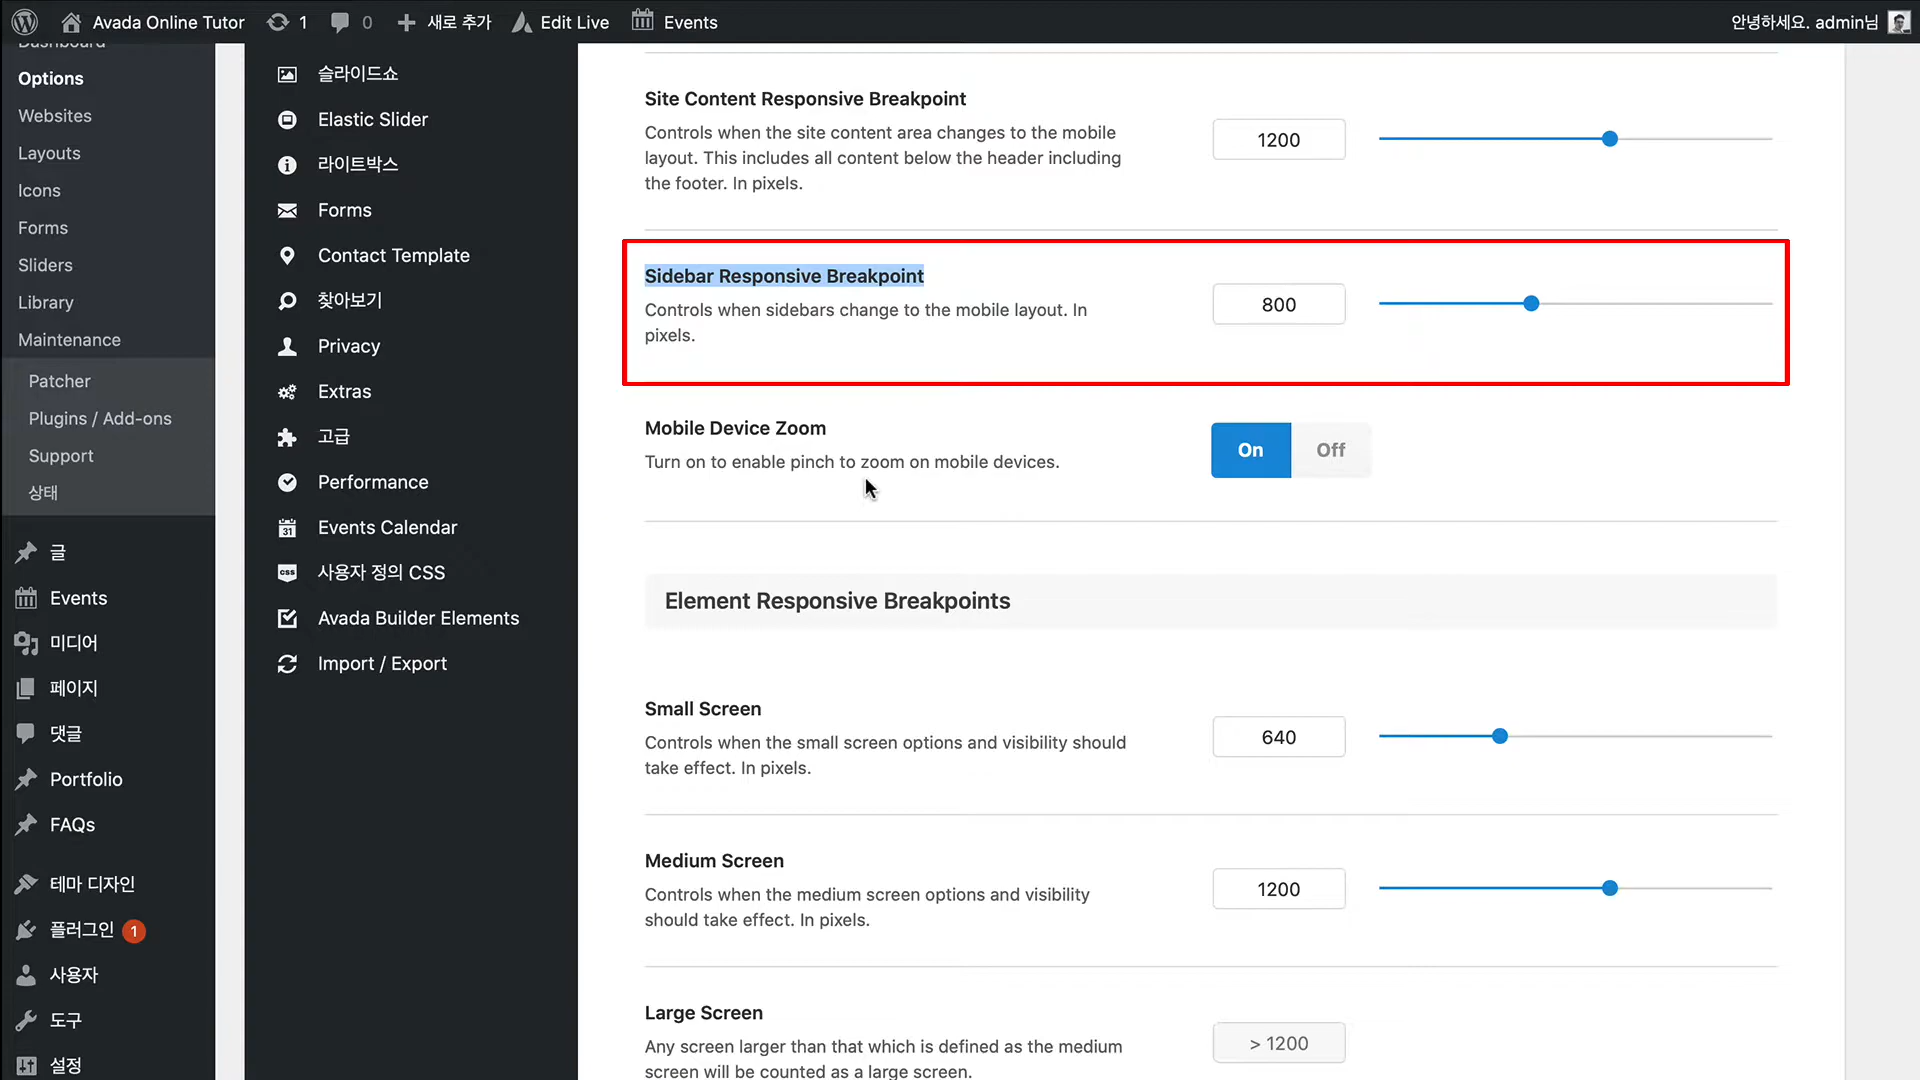 Avada Online Tutor
1
0
새로 추가
Edit Live
Events
안녕하세요. admin님
Dashboard
Options
Websites
Layouts
Icons
Forms
Sliders
Library
Maintenance
Patcher
Plugins / Add-ons
Support
상태
글
Events
미디어
페이지
댓글
Portfolio
FAQs
테마 디자인
플러그인 1
사용자
도구
설정
슬라이드쇼
Elastic Slider
라이트박스
Forms
Contact Template
찾아보기
Privacy
Extras
고급
Performance
31
Events Calendar
css
사용자 정의 CSS
Avada Builder Elements
Import / Export
Site Content Responsive Breakpoint
Controls when the site content area changes to the mobile
layout. This includes all content below the header including
the footer. In pixels.
1200
Sidebar Responsive Breakpoint
Controls when sidebars change to the mobile layout. In
pixels.
800
Mobile Device Zoom
Turn on to enable pinch to zoom on mobile devices.
On
Off
Element Responsive Breakpoints
Small Screen
Controls when the small screen options and visibility should
take effect. In pixels.
640
Medium Screen
Controls when the medium screen options and visibility
should take effect. In pixels.
1200
Large Screen
Any screen larger than that which is defined as the medium
screen will be counted as a large screen.
> 1200